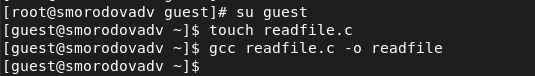 [root@smorodovadv guest]# su guest
[guest@smorodovadv ~]$ touch readfile.c
[guest@smorodovadv ~]$ gcc readfile.c -o readfile
[guest@smorodovadv ~]$